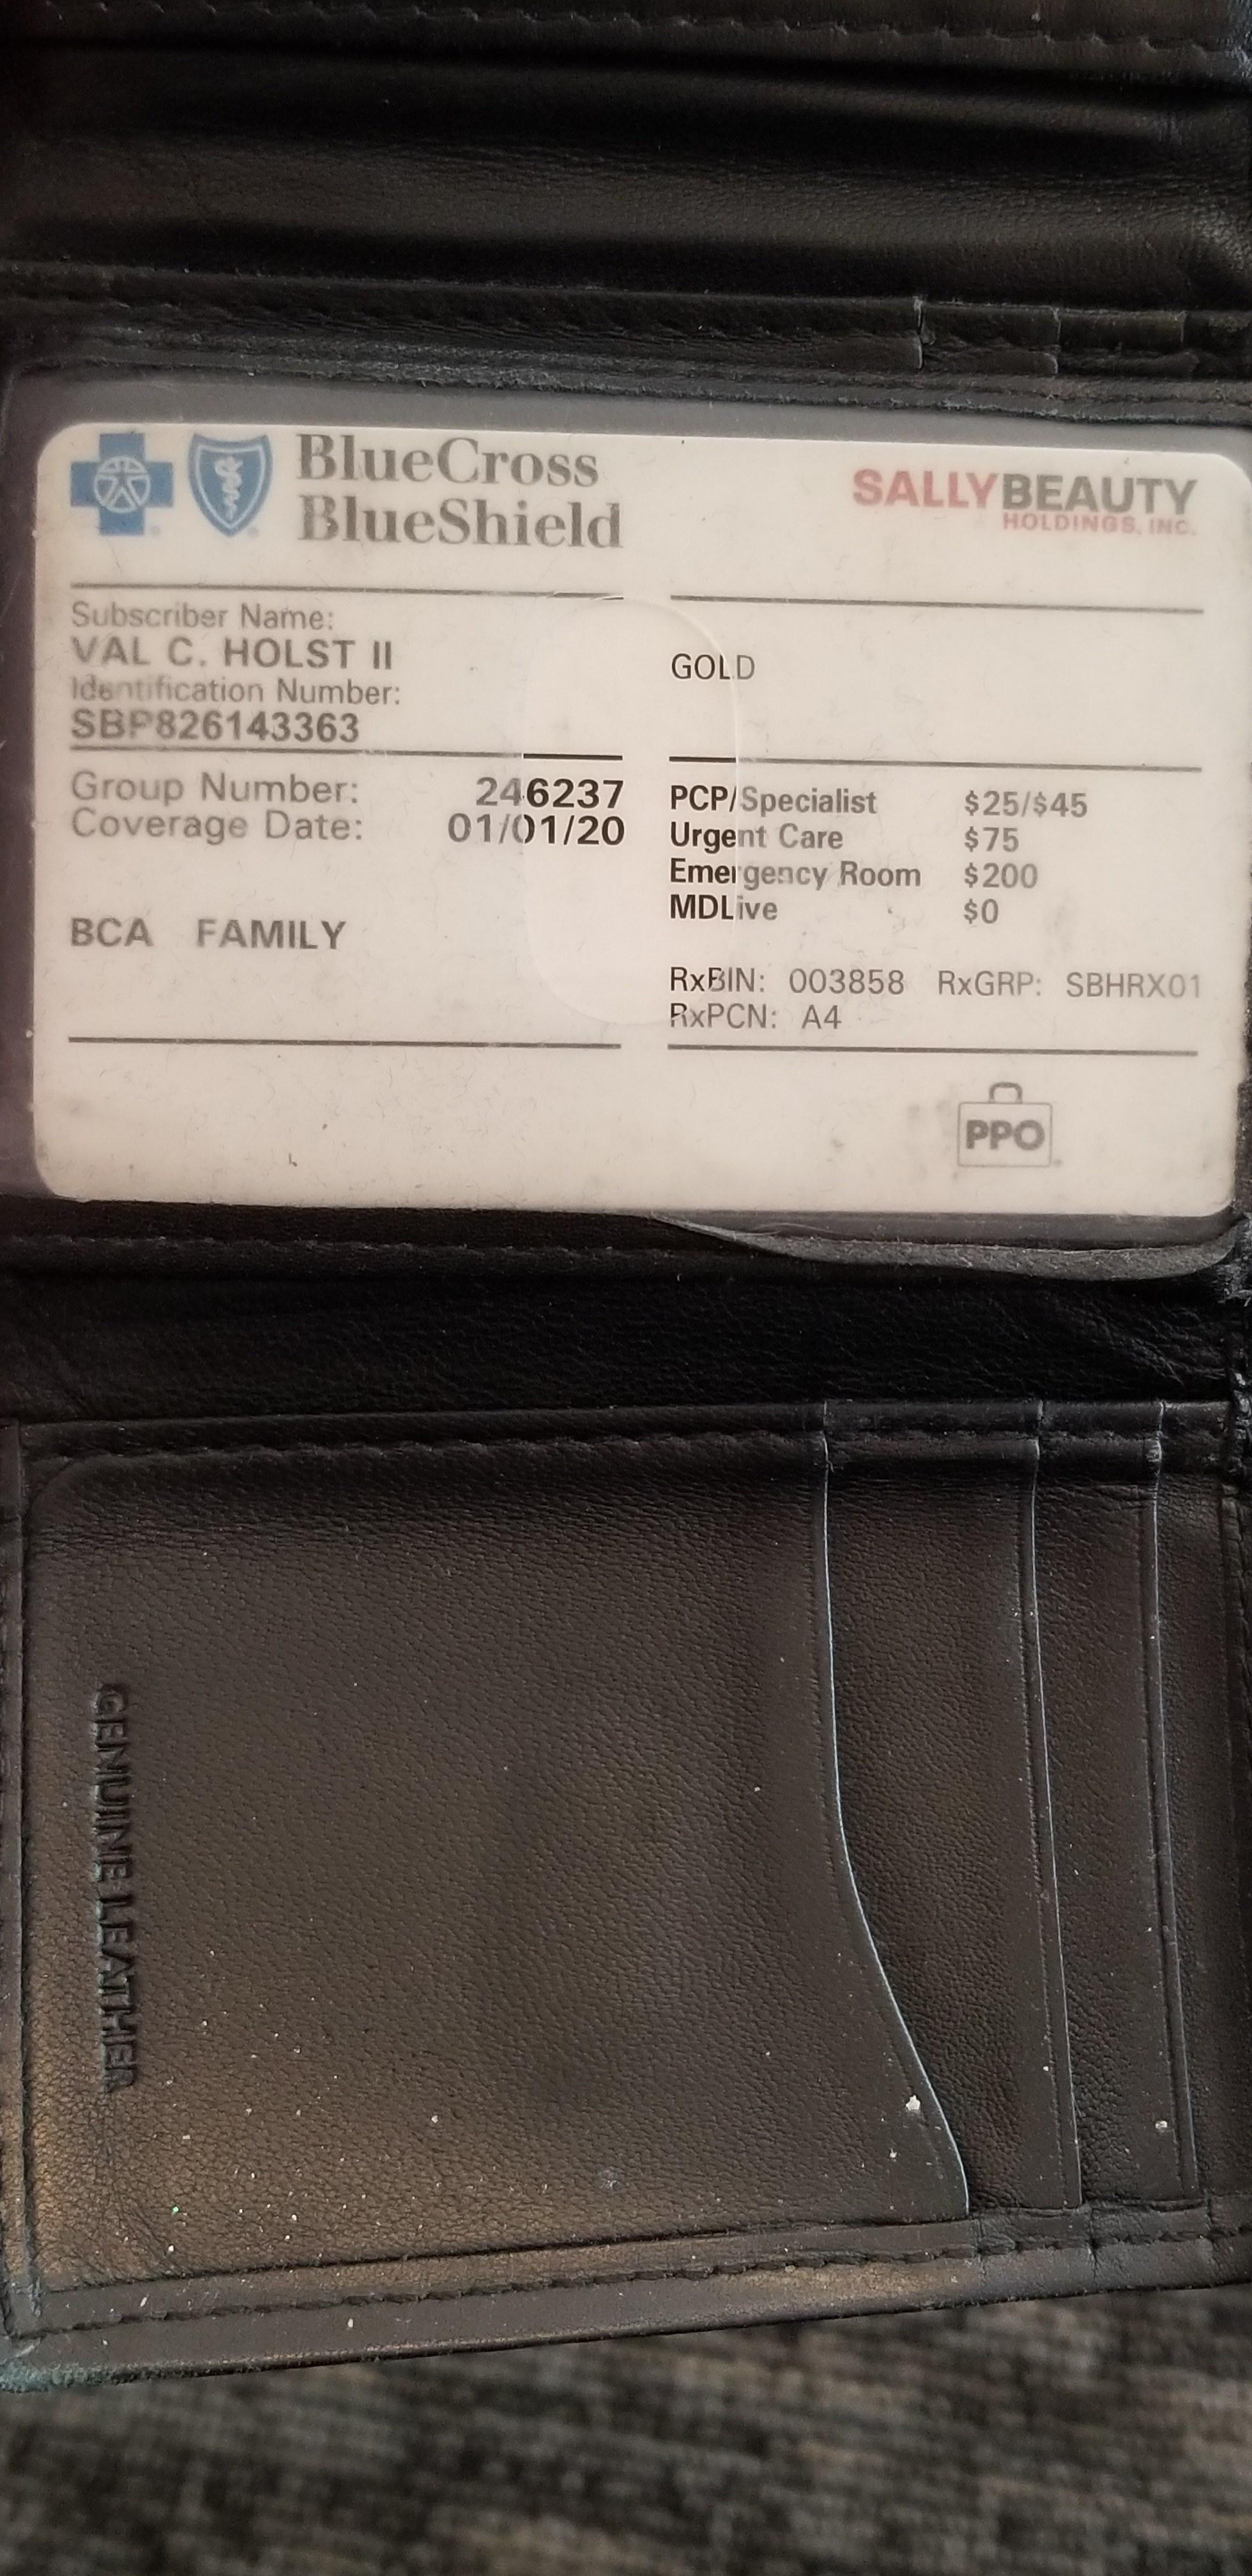 BlueCross
BlueShield
SALLYBEAUTY
HOLDINGS, INC.
Subscriber Name:
VAL C. HOLST II
Identification Number:
SBP826143363
GOLD
Group Number: 246237
Coverage Date: 01/01/20
BCA FAMILY
PCP/Specialist $25/$45
Urgent Care $75
Emergency Room $200
MDLive $0
RxBIN: 003858 RxGRP: SBHRX01
RxPCN: A4
PPO
GENUINE LEATHER